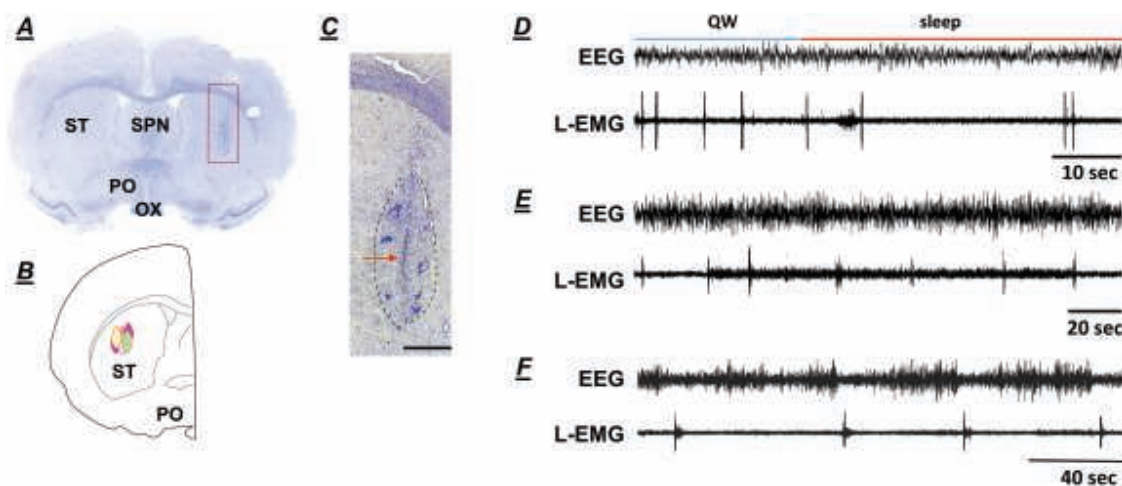 A
ST
SPN
PO
OX
B
ST
PO
C
D
QW
sleep
EEG
L-EMG
10 sec
E
EEG
L-EMG
20 sec
F
EEG
L-EMG
40 sec